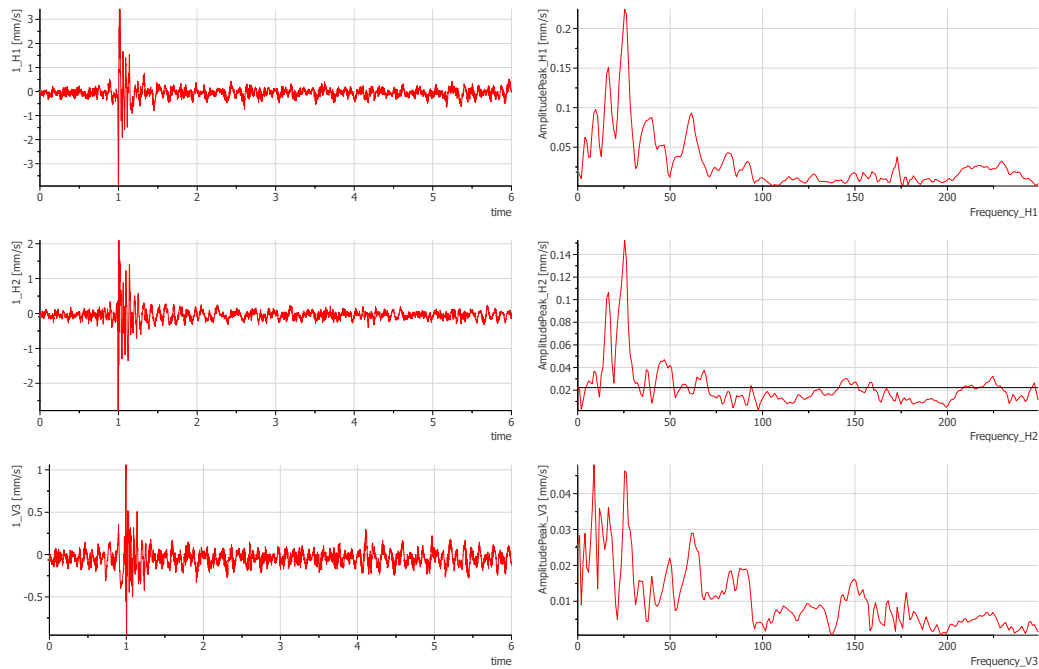 1_H1 [mm/s]
3
2
1
0
-1
-2
-3
0 1 2 3 4 5 6
time
AmplitudePeak_H1 [mm/s]
0.2
0.15
0.1
0.05
0 50 100 150 200
Frequency_H1
1_H2 [mm/s]
2
1
0
-1
-2
0 1 2 3 4 5 6
time
AmplitudePeak_H2 [mm/s]
0.14
0.12
0.1
0.08
0.06
0.04
0.02
0 50 100 150 200
Frequency_H2
1_V3 [mm/s]
1
0.5
0
-0.5
0 1 2 3 4 5 6
time
AmplitudePeak_V3 [mm/s]
0.04
0.03
0.02
0.01
0 50 100 150 200
Frequency_V3